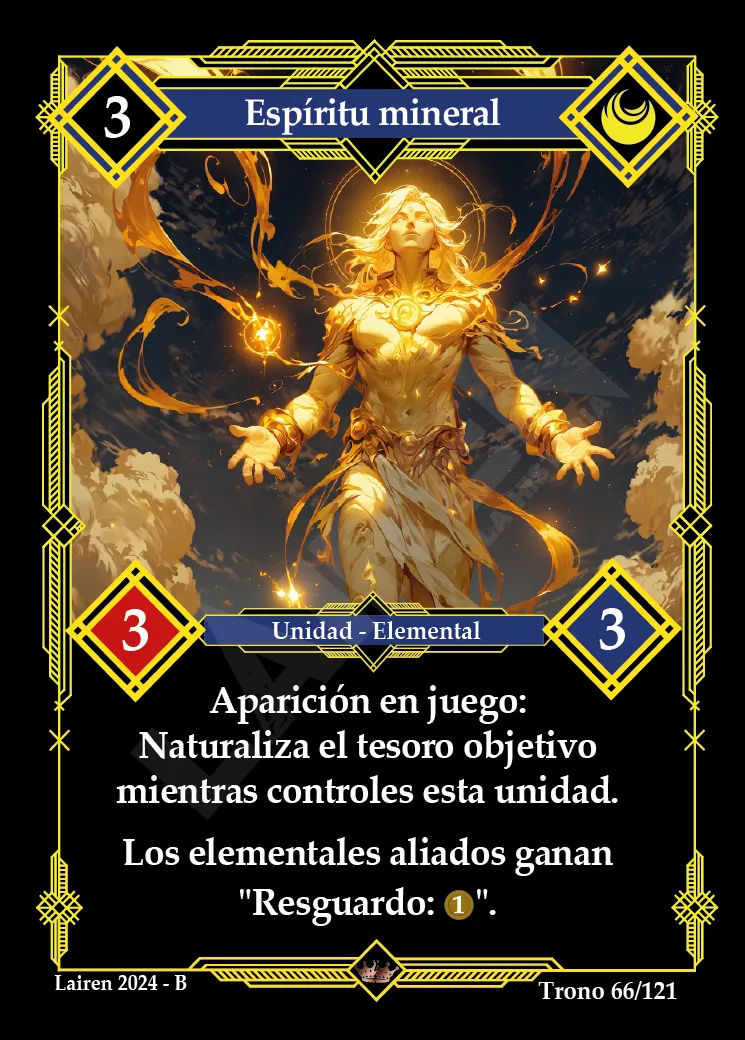 3
Espíritu mineral
3
Unidad - Elemental
3
Aparición en juego:
Naturaliza el tesoro objetivo
mientras controles esta unidad.
Los elementales aliados ganan
"Resguardo: 1".
Lairen 2024 - B
Trono 66/121